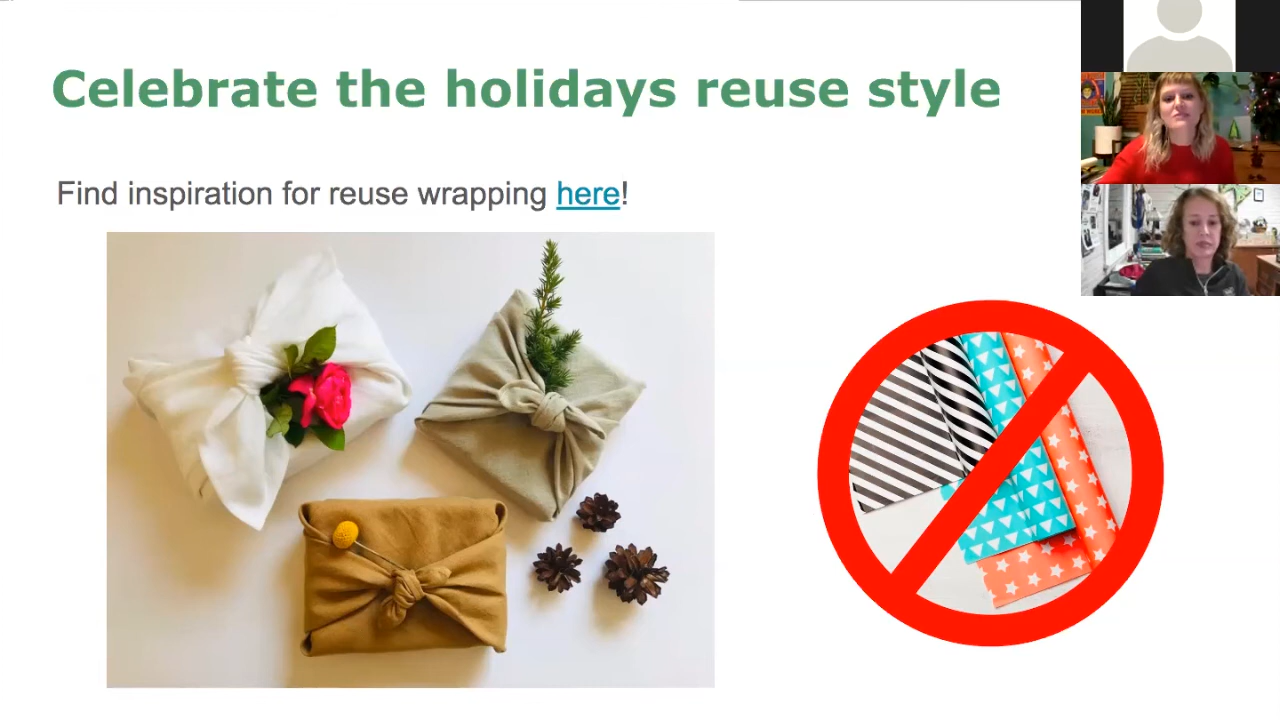 Celebrate the holidays reuse style
Find inspiration for reuse wrapping here!